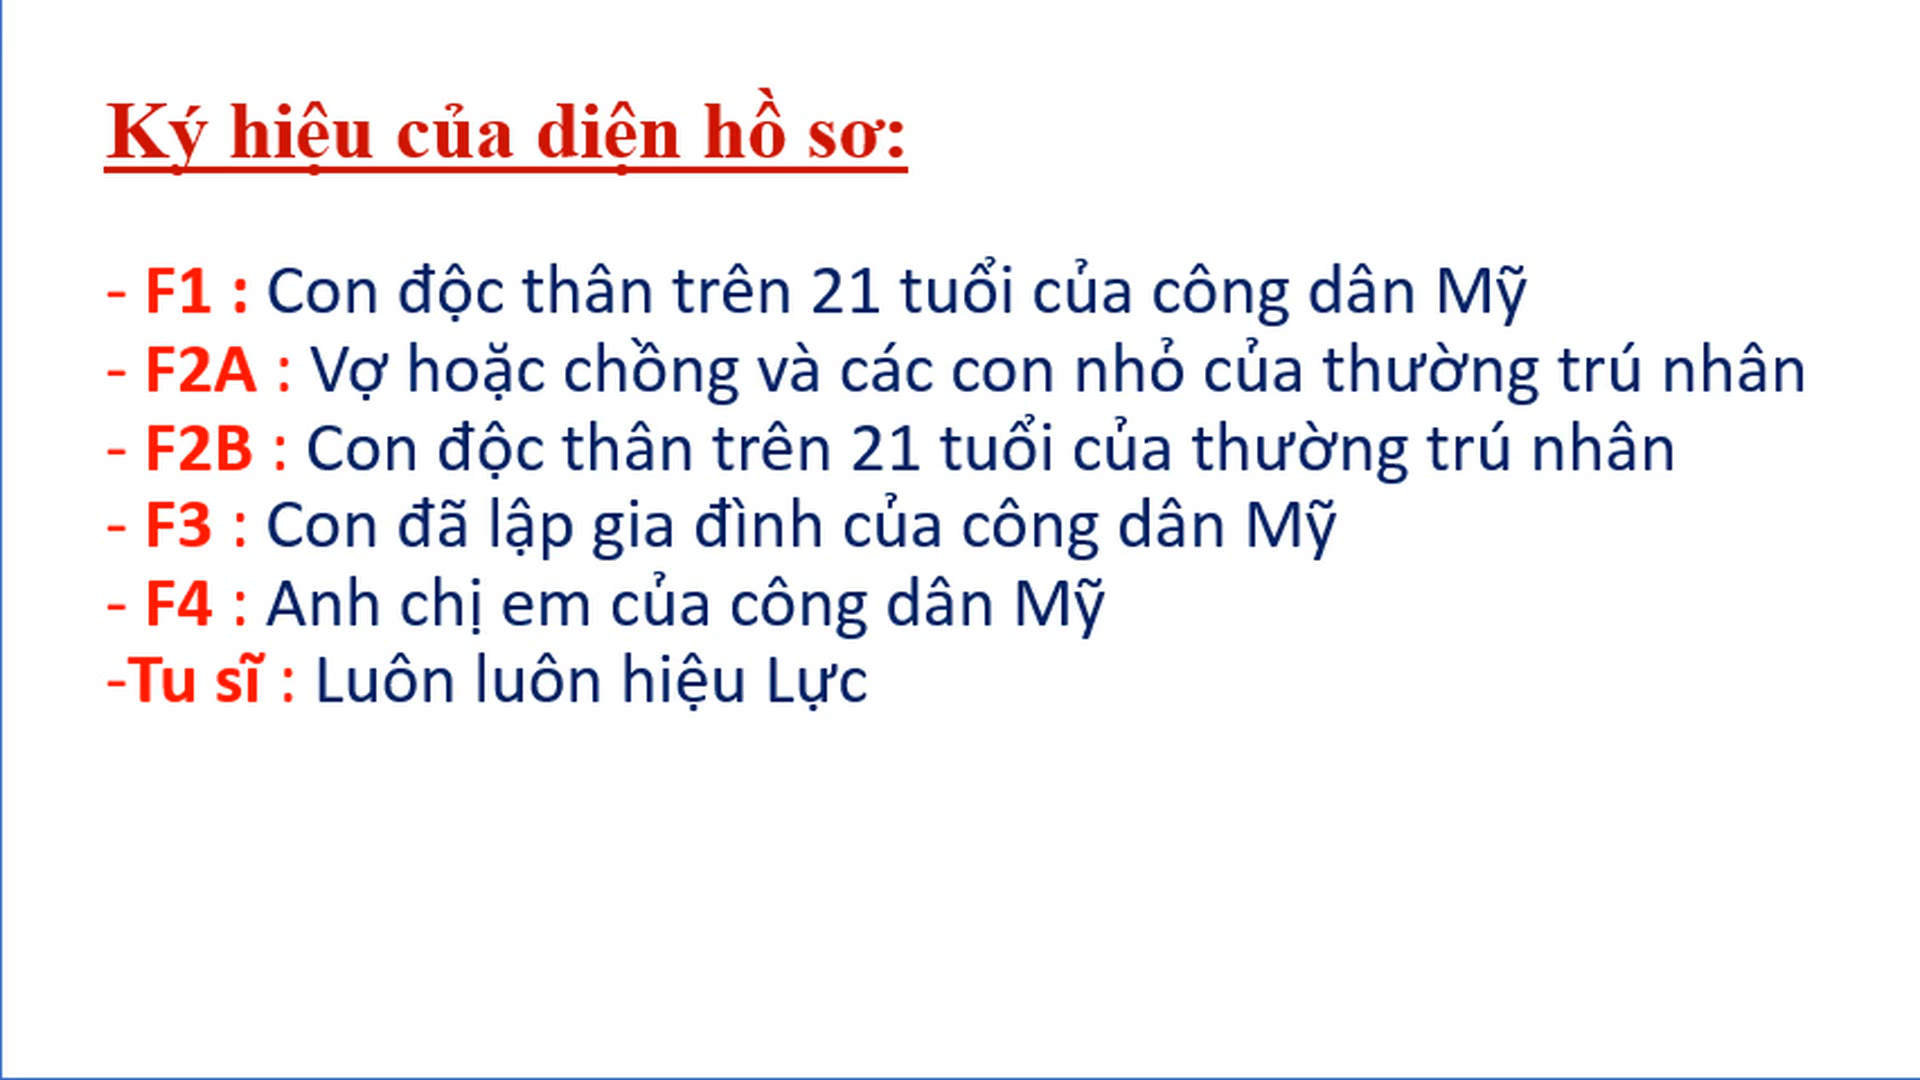 Ký hiệu của diện hồ sơ:
- F1 : Con độc thân trên 21 tuổi của công dân Mỹ
- F2A : Vợ hoặc chồng và các con nhỏ của thường trú nhân
- F2B : Con độc thân trên 21 tuổi của thường trú nhân
- F3 : Con đã lập gia đình của công dân Mỹ
- F4 : Anh chị em của công dân Mỹ
-Tu sĩ : Luôn luôn hiệu Lực